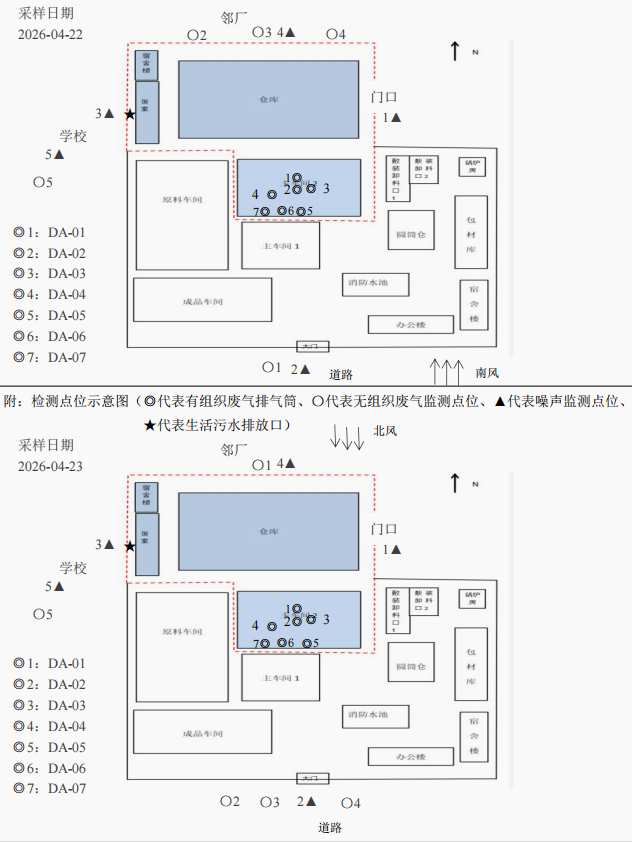 采样日期
2026-04-22
邻厂
○2
○3 4▲
○4
N
宿舍楼
饭堂
仓库
门口
3▲
★
1▲
学校
5▲
○5
散装卸料口1
散装卸料口2
锅炉房
原料车间
1◎
2◎◎ 3
4 ◎
7◎ ◎6 ◎5
圆筒仓
包材库
主车间1
◎1：DA-01
◎2：DA-02
◎3：DA-03
◎4：DA-04
◎5：DA-05
◎6：DA-06
◎7：DA-07
消防水池
成品车间
宿舍楼
办公楼
大门
○1 2▲
道路
南风
附：检测点位示意图（◎代表有组织废气排气筒、○代表无组织废气监测点位、▲代表噪声监测点位、
★代表生活污水排放口）
北风
采样日期
2026-04-23
邻厂
○1 4▲
N
宿舍楼
饭堂
仓库
门口
3▲
★
1▲
学校
5▲
○5
散装卸料口1
散装卸料口2
锅炉房
原料车间
1◎
2◎◎ 3
4 ◎
7◎ ◎6 ◎5
圆筒仓
包材库
主车间1
◎1：DA-01
◎2：DA-02
◎3：DA-03
◎4：DA-04
◎5：DA-05
◎6：DA-06
◎7：DA-07
消防水池
成品车间
宿舍楼
办公楼
大门
○2
○3
2▲
○4
道路